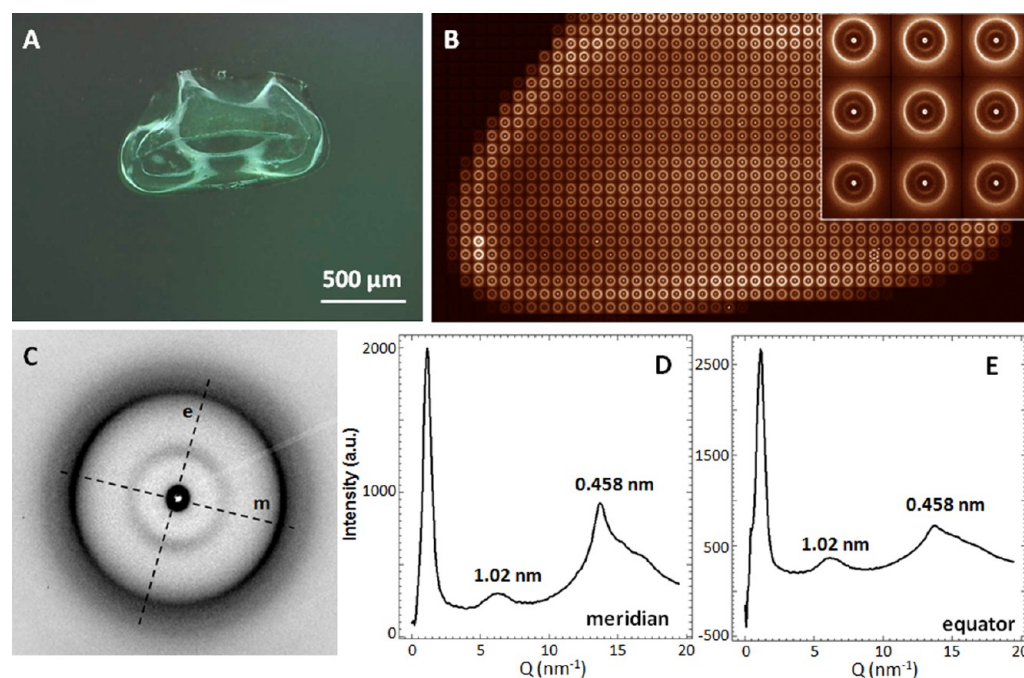 A
500 µm
B
C
e
m
2000
1000
0
Intensity (a.u.)
D
0.458 nm
1.02 nm
meridian
0 5 10 15 20
Q (nm⁻¹)
2500
1500
500
-500
E
0.458 nm
1.02 nm
equator
0 5 10 15 20
Q (nm⁻¹)